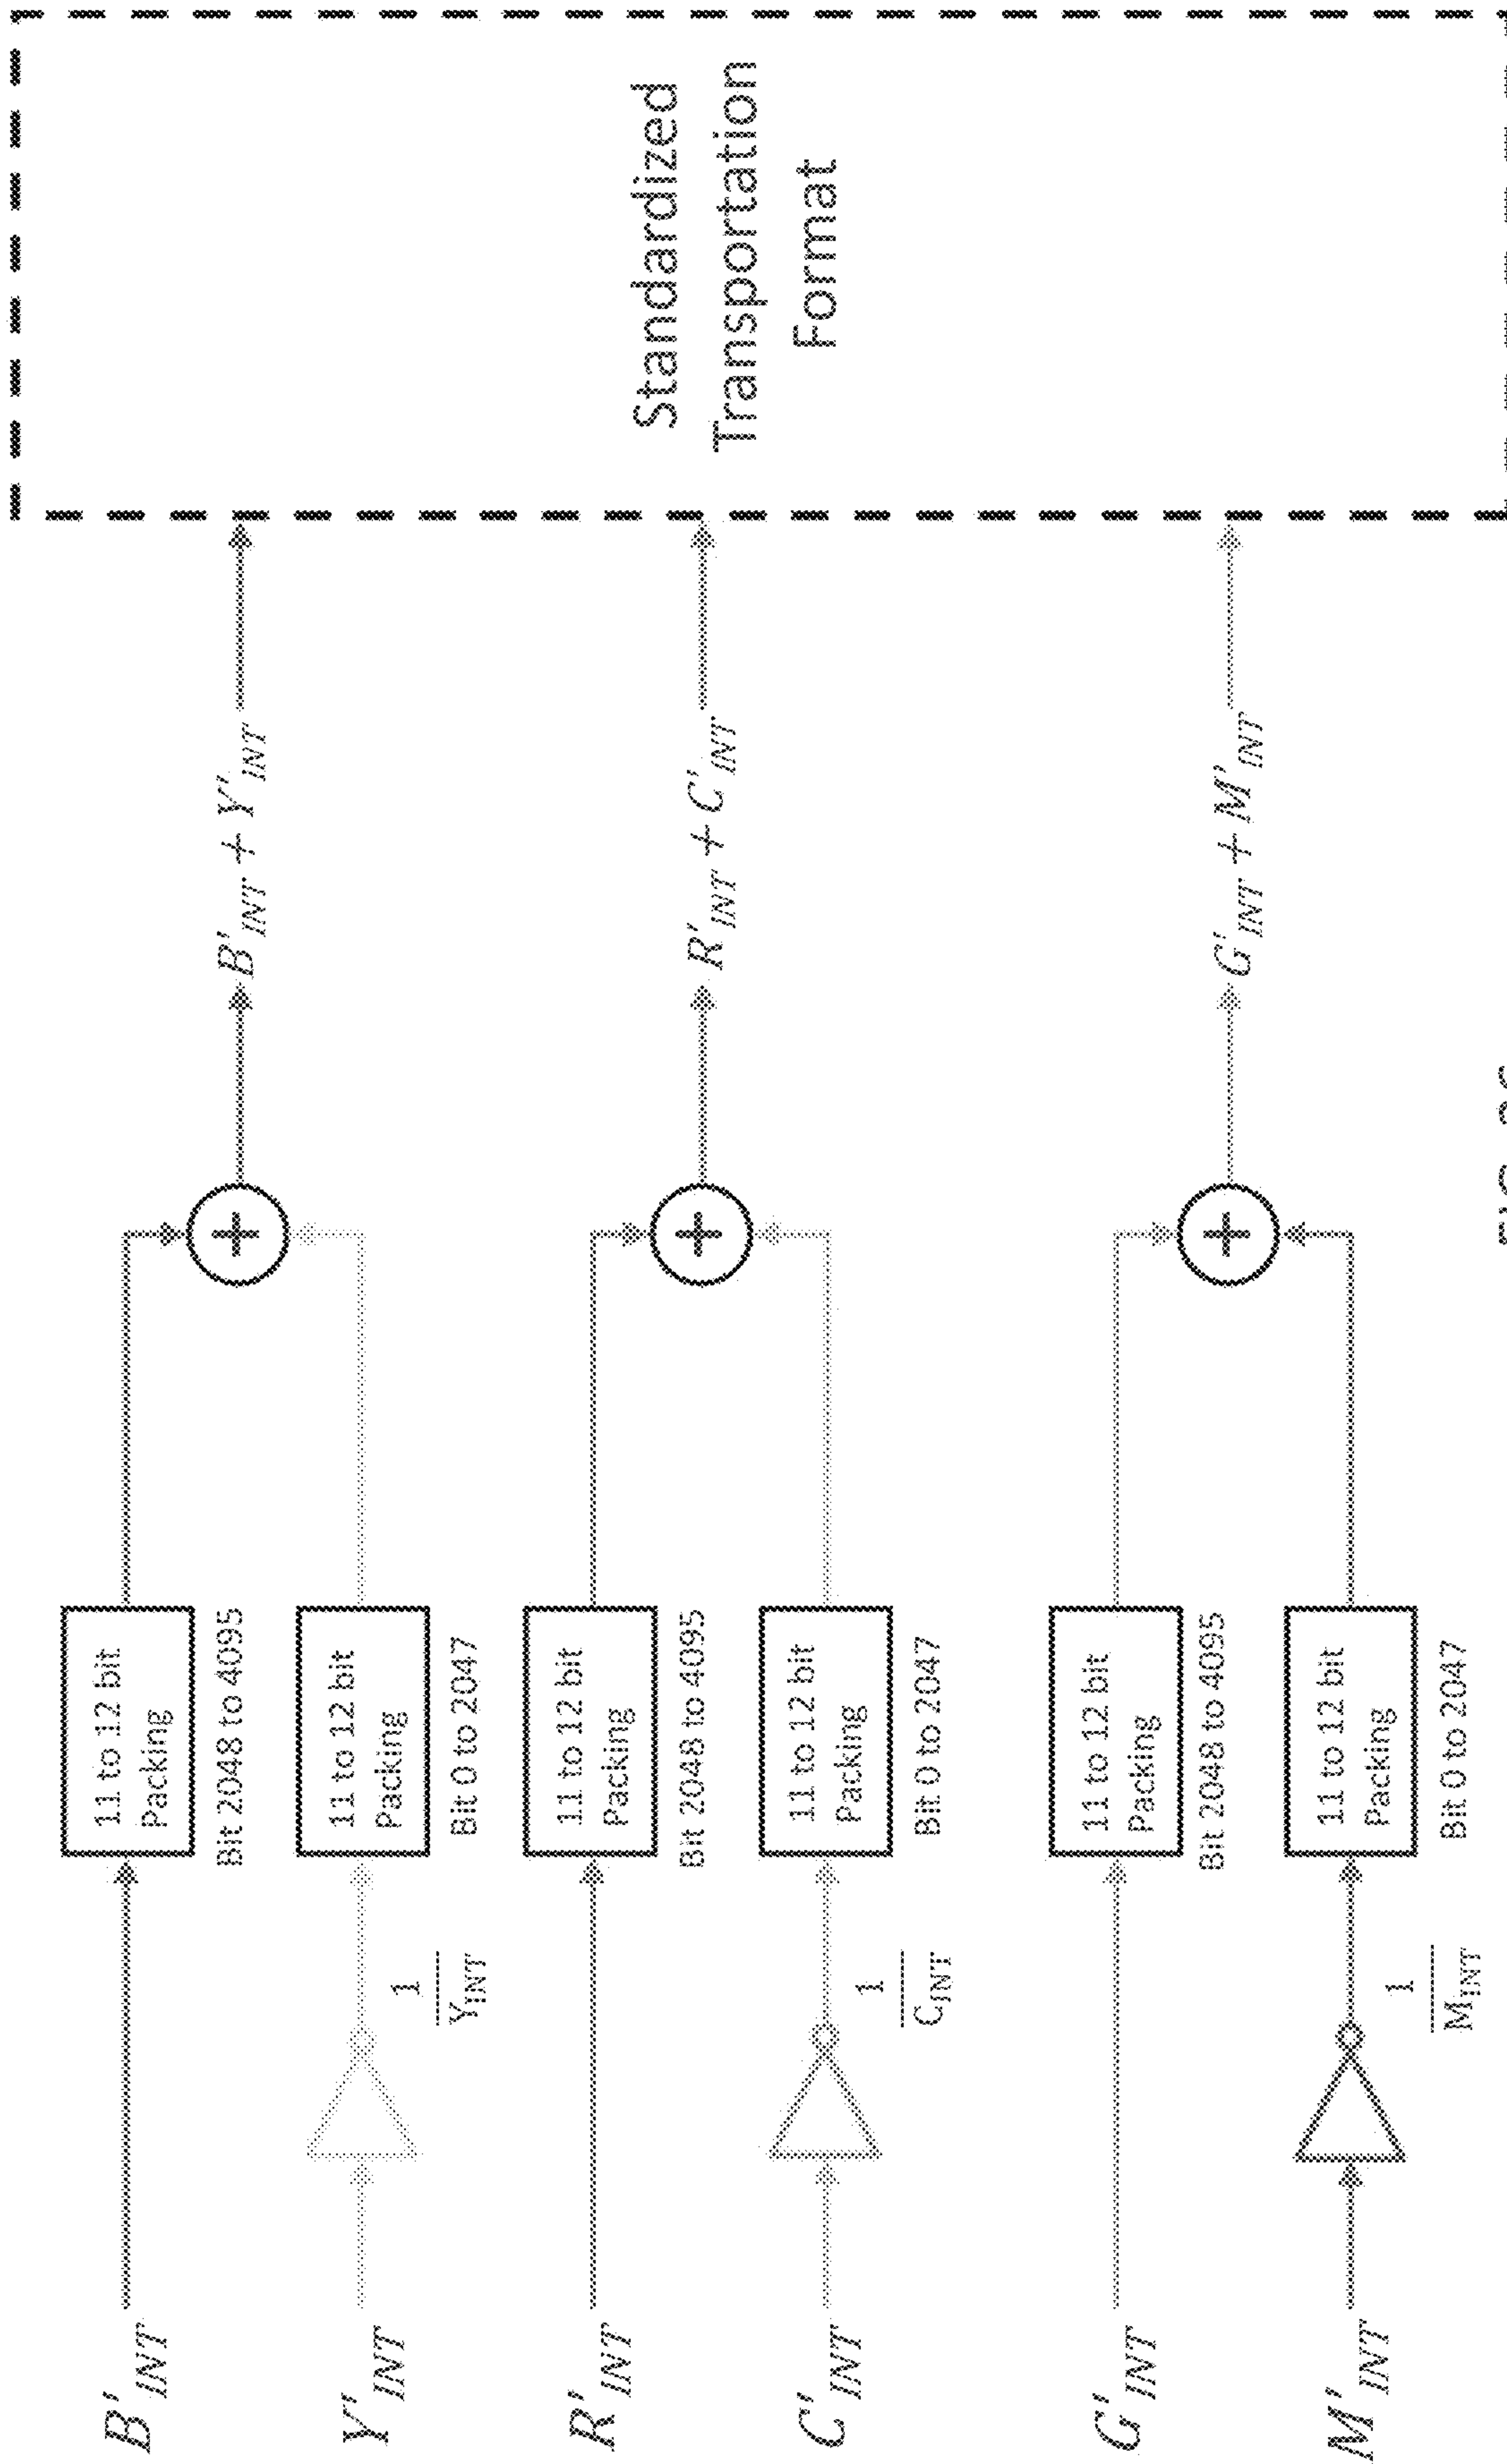 B'INT
11 to 12 bit
Packing
Bit 2048 to 4095
B'INT + Y'INT
Y'INT
1
YINT
11 to 12 bit
Packing
Bit 0 to 2047
R'INT
11 to 12 bit
Packing
Bit 2048 to 4095
R'INT + C'INT
C'INT
1
CINT
11 to 12 bit
Packing
Bit 0 to 2047
G'INT
11 to 12 bit
Packing
Bit 2048 to 4095
G'INT + M'INT
M'INT
1
MINT
11 to 12 bit
Packing
Bit 0 to 2047
+
+
+
Standardized
Transportation
Format
FIG.